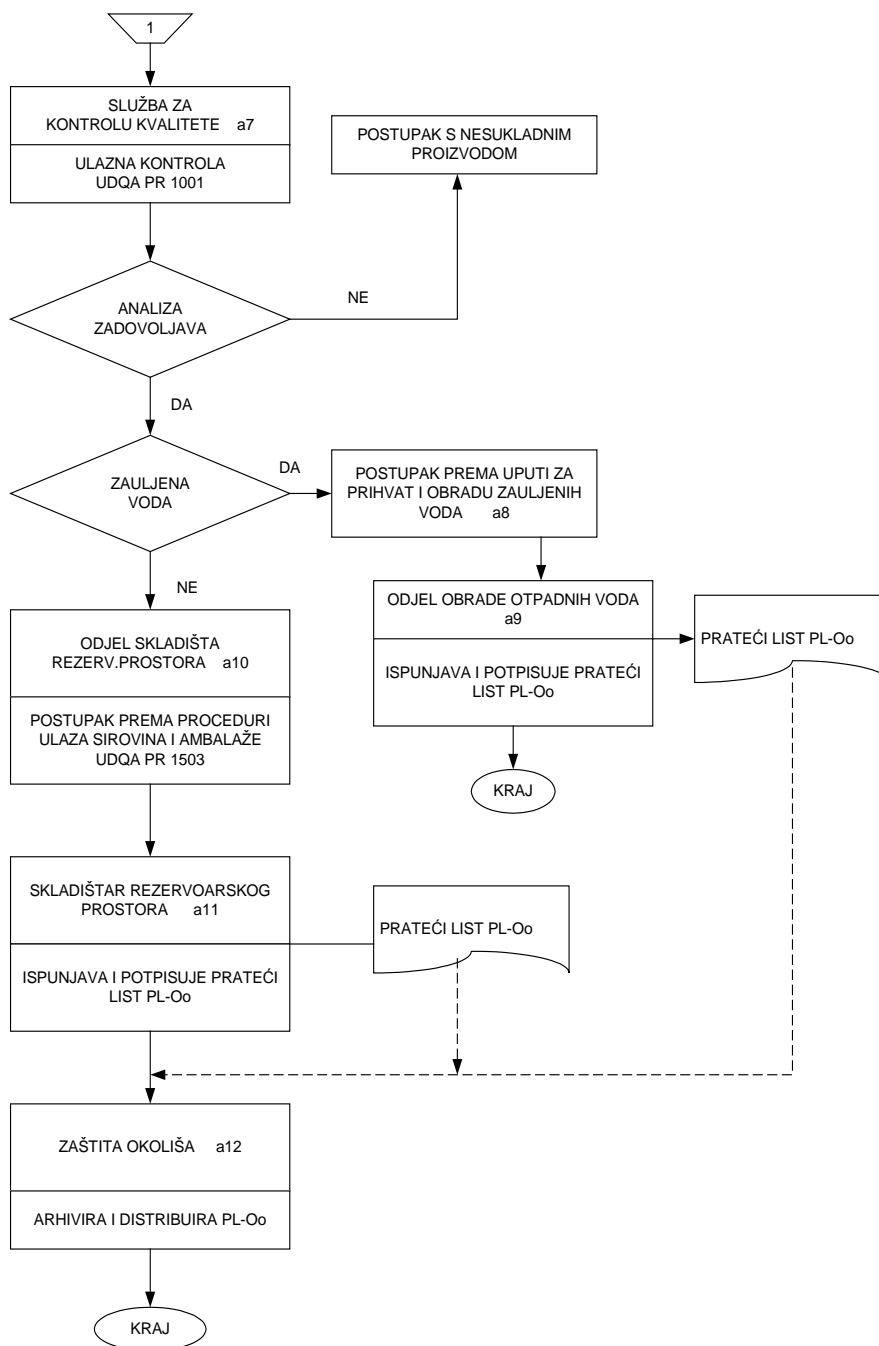 1
SLUŽBA ZA
KONTROLU KVALITETE a7
ULAZNA KONTROLA
UDQA PR 1001
POSTUPAK S NESUKLADNIM
PROIZVODOM
ANALIZA
ZADOVOLJAVA
NE
DA
ZAULJENA
VODA
DA
POSTUPAK PREMA UPUTI ZA
PRIHVAT I OBRADU ZAULJENIH
VODA a8
NE
ODJEL OBRADE OTPADNIH VODA
a9
ISPUNJAVA I POTPISUJE PRATEĆI
LIST PL-Oo
PRATEĆI LIST PL-Oo
KRAJ
ODJEL SKLADIŠTA
REZERV.PROSTORA a10
POSTUPAK PREMA PROCEDURI
ULAZA SIROVINA I AMBALAŽE
UDQA PR 1503
SKLADIŠTAR REZERVOARSKOG
PROSTORA a11
ISPUNJAVA I POTPISUJE PRATEĆI
LIST PL-Oo
PRATEĆI LIST PL-Oo
ZAŠTITA OKOLIŠA a12
ARHIVIRA I DISTRIBUIRA PL-Oo
KRAJ